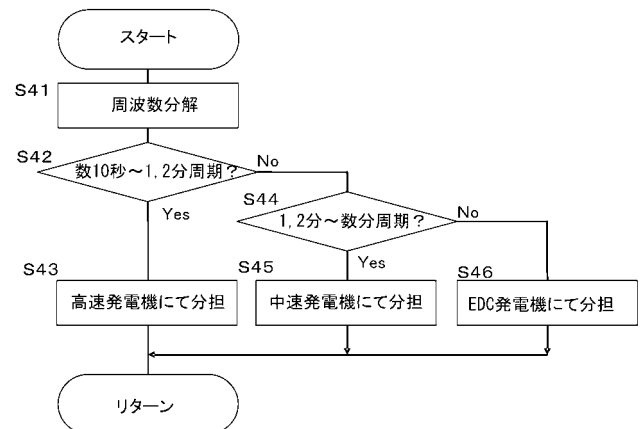 スタート
S41
周波数分解
S42
数10秒～1,2分周期？
No
S44
Yes
1,2分～数分周期？
No
S43
S45
Yes
S46
高速発電機にて分担
中速発電機にて分担
EDC発電機にて分担
リターン